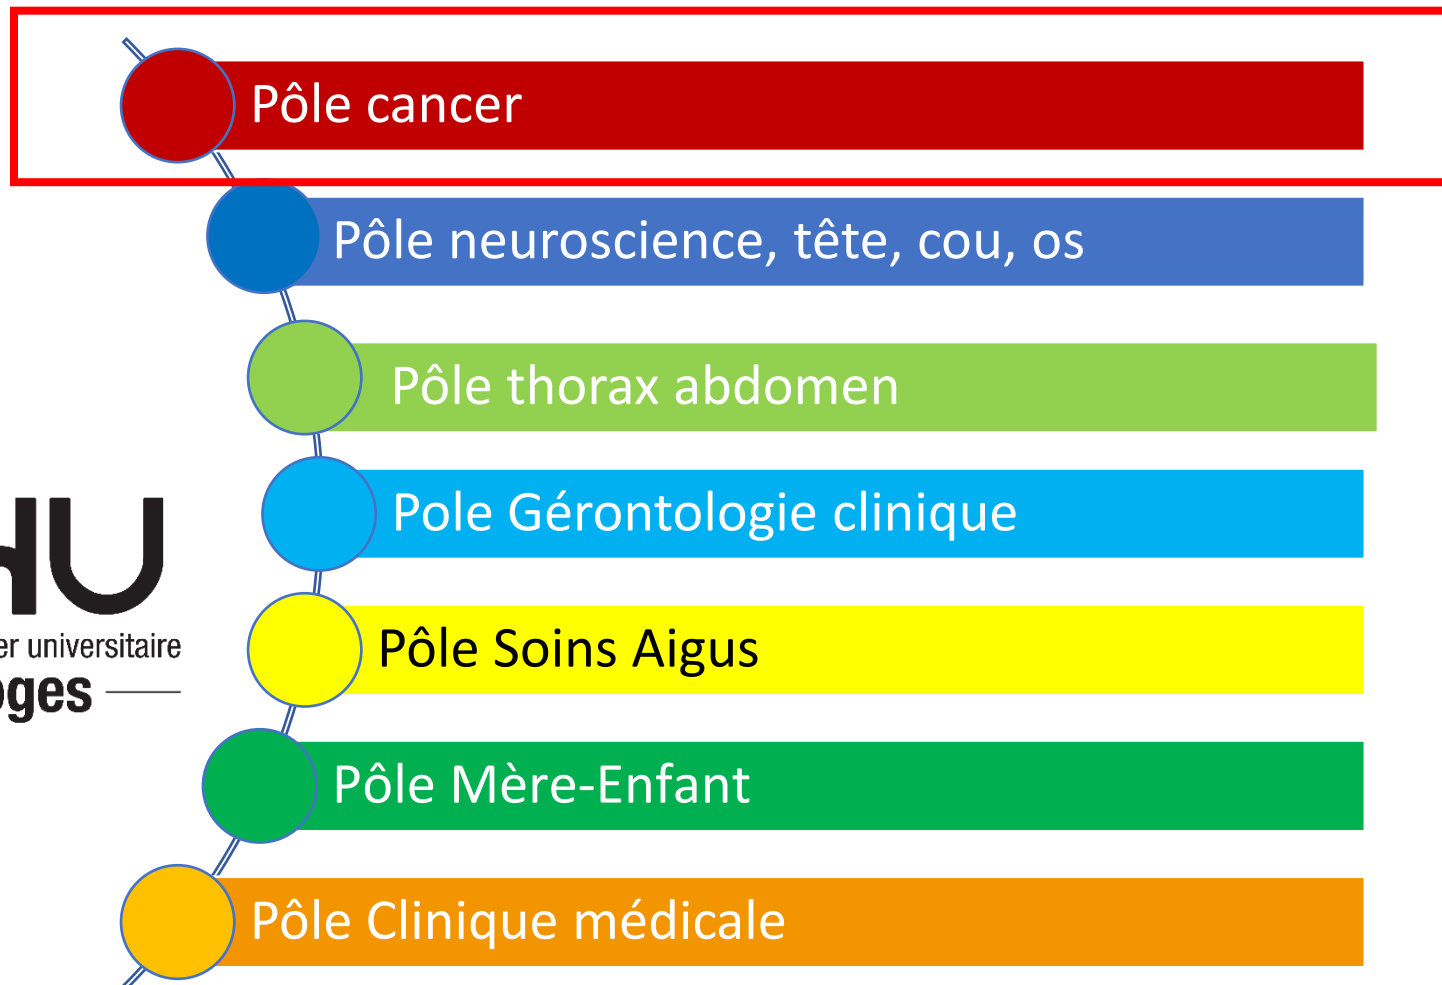 Pôle cancer
Pôle neuroscience, tête, cou, os
Pôle thorax abdomen
Pole Gérontologie clinique
HU
er universitaire
oges
Pôle Soins Aigus
Pôle Mère-Enfant
Pôle Clinique médicale